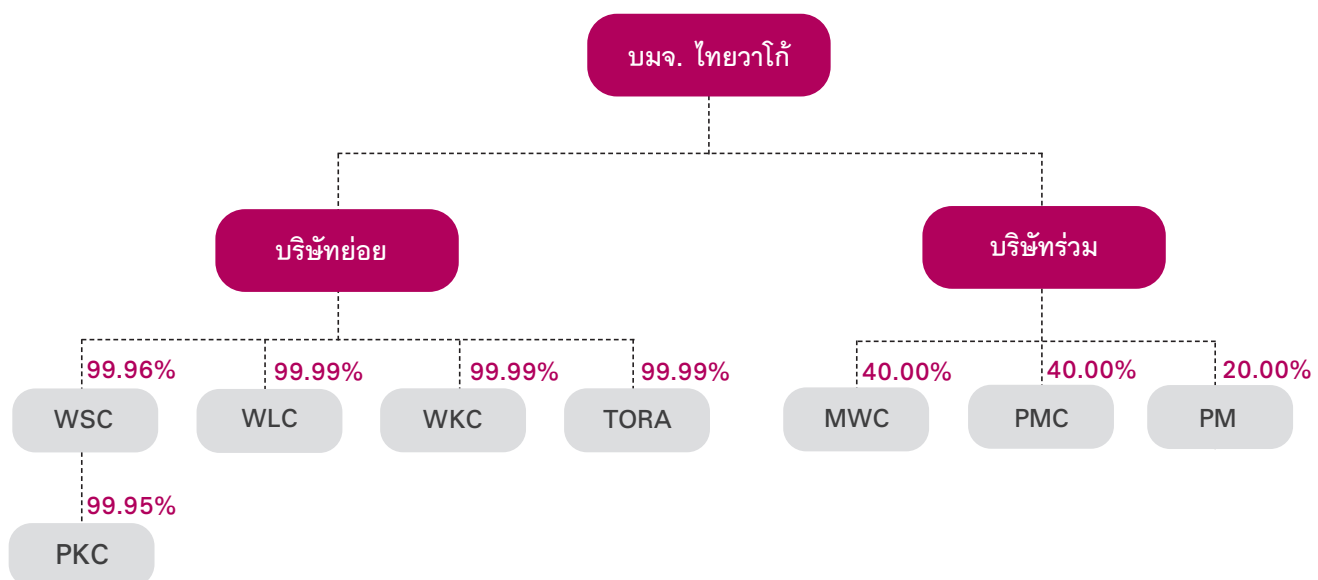 บมจ. ไทยวาโก้
บริษัทย่อย
บริษัทร่วม
99.96%
99.99%
99.99%
99.99%
40.00%
40.00%
20.00%
WSC
WLC
WKC
TORA
MWC
PMC
PM
99.95%
PKC